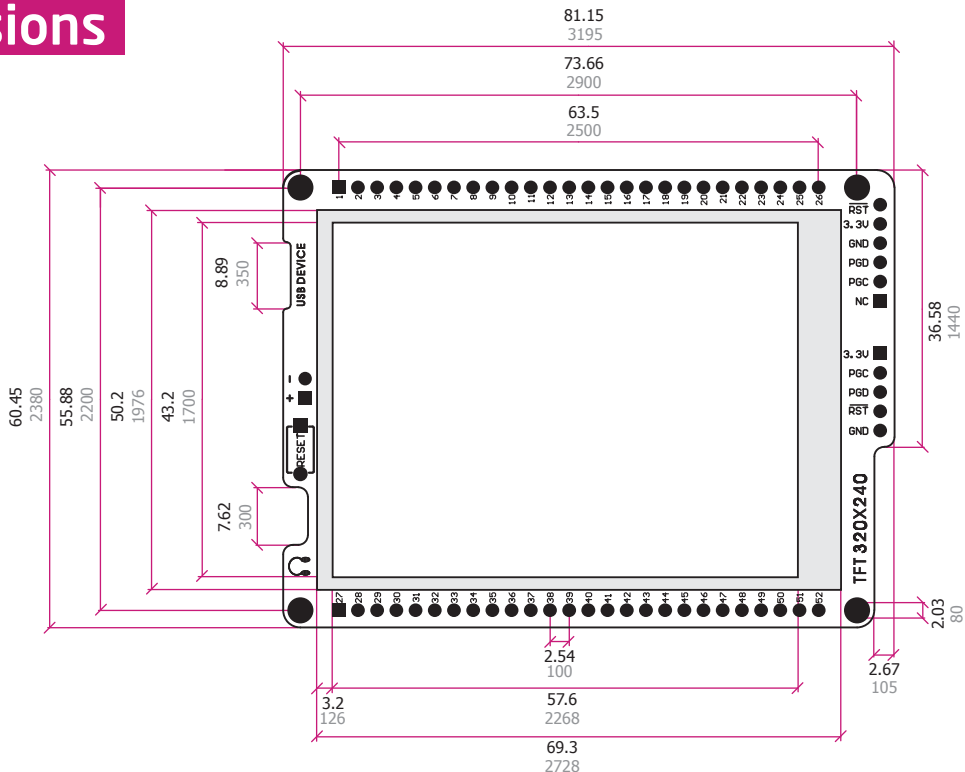 sions
81.15
3195
73.66
2900
63.5
2500
1 2 3 4 5 6 7 8 9 10 11 12 13 14 15 16 17 18 19 20 21 22 23 24 25 26
RST
3.3V
GND
PGD
PGC
NC
USB DEVICE
8.89
350
36.58
1440
3.3V
PGC
PGD
RST
GND
-
+
RESET
60.45
2380
55.88
2200
50.2
1976
43.2
1700
7.62
300
TFT 320X240
27 28 29 30 31 32 33 34 35 36 37 38 39 40 41 42 43 44 45 46 47 48 49 50 51 52
2.03
80
2.54
100
2.67
105
3.2
126
57.6
2268
69.3
2728